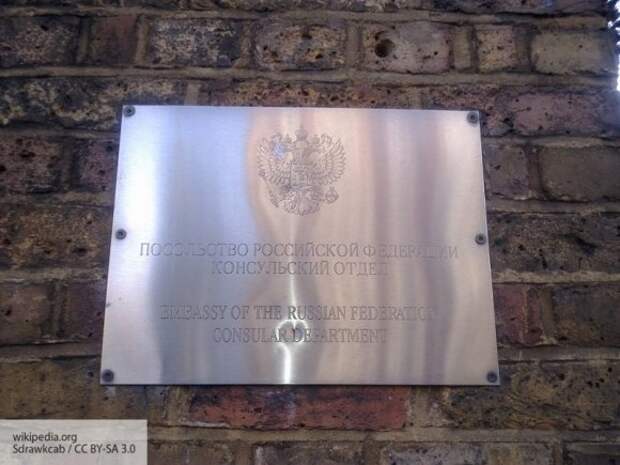 ПОСОЛЬСТВО РОССИЙСКОЙ ФЕДЕРАЦИИ
КОНСУЛЬСКИЙ ОТДЕЛ
EMBASSY OF THE RUSSIAN FEDERATION
CONSULAR DEPARTMENT
wikipedia.org
Sdrawkcab / CC BY-SA 3.0